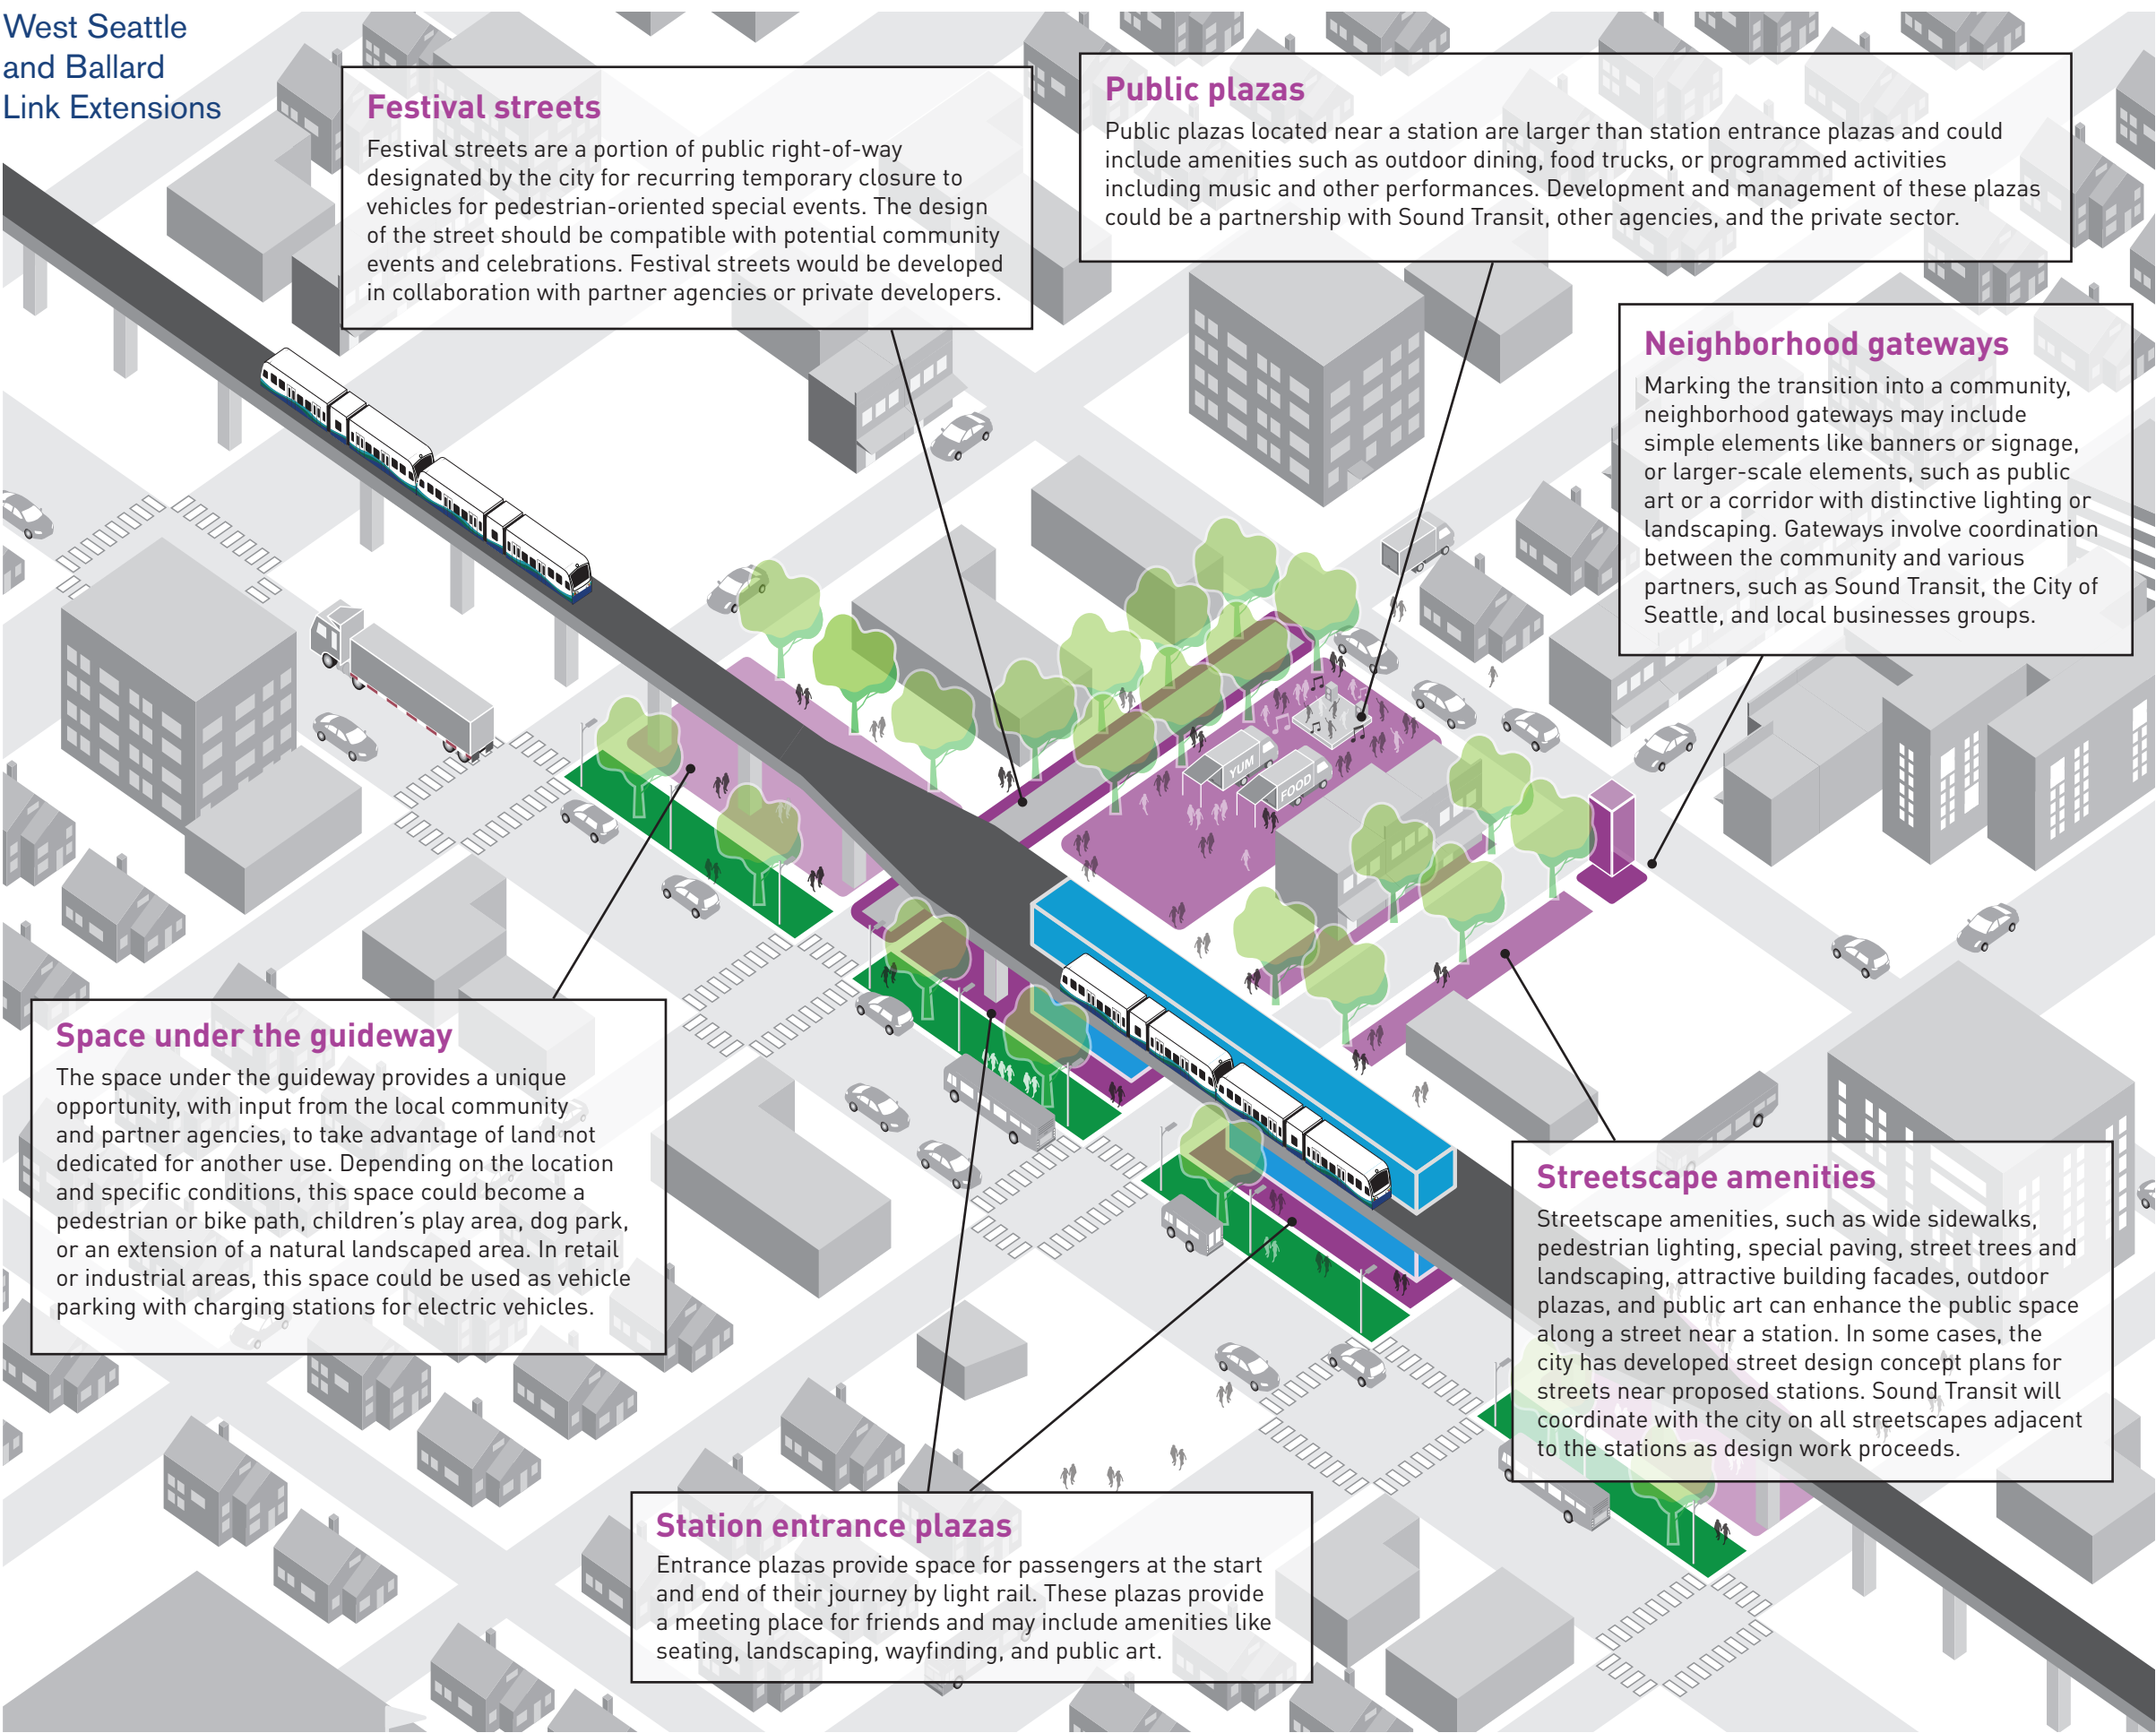 West Seattle
and Ballard
Link Extensions
Festival streets
Festival streets are a portion of public right-of-way
designated by the city for recurring temporary closure to
vehicles for pedestrian-oriented special events. The design
of the street should be compatible with potential community
events and celebrations. Festival streets would be developed
in collaboration with partner agencies or private developers.
Public plazas
Public plazas located near a station are larger than station entrance plazas and could
include amenities such as outdoor dining, food trucks, or programmed activities
including music and other performances. Development and management of these plazas
could be a partnership with Sound Transit, other agencies, and the private sector.
Neighborhood gateways
Marking the transition into a community,
neighborhood gateways may include
simple elements like banners or signage,
or larger-scale elements, such as public
art or a corridor with distinctive lighting or
landscaping. Gateways involve coordination
between the community and various
partners, such as Sound Transit, the City of
Seattle, and local businesses groups.
YUM
FOOD
Space under the guideway
The space under the guideway provides a unique
opportunity, with input from the local community
and partner agencies, to take advantage of land not
dedicated for another use. Depending on the location
and specific conditions, this space could become a
pedestrian or bike path, children's play area, dog park,
or an extension of a natural landscaped area. In retail
or industrial areas, this space could be used as vehicle
parking with charging stations for electric vehicles.
Streetscape amenities
Streetscape amenities, such as wide sidewalks,
pedestrian lighting, special paving, street trees and
landscaping, attractive building facades, outdoor
plazas, and public art can enhance the public space
along a street near a station. In some cases, the
city has developed street design concept plans for
streets near proposed stations. Sound Transit will
coordinate with the city on all streetscapes adjacent
to the stations as design work proceeds.
Station entrance plazas
Entrance plazas provide space for passengers at the start
and end of their journey by light rail. These plazas provide
a meeting place for friends and may include amenities like
seating, landscaping, wayfinding, and public art.